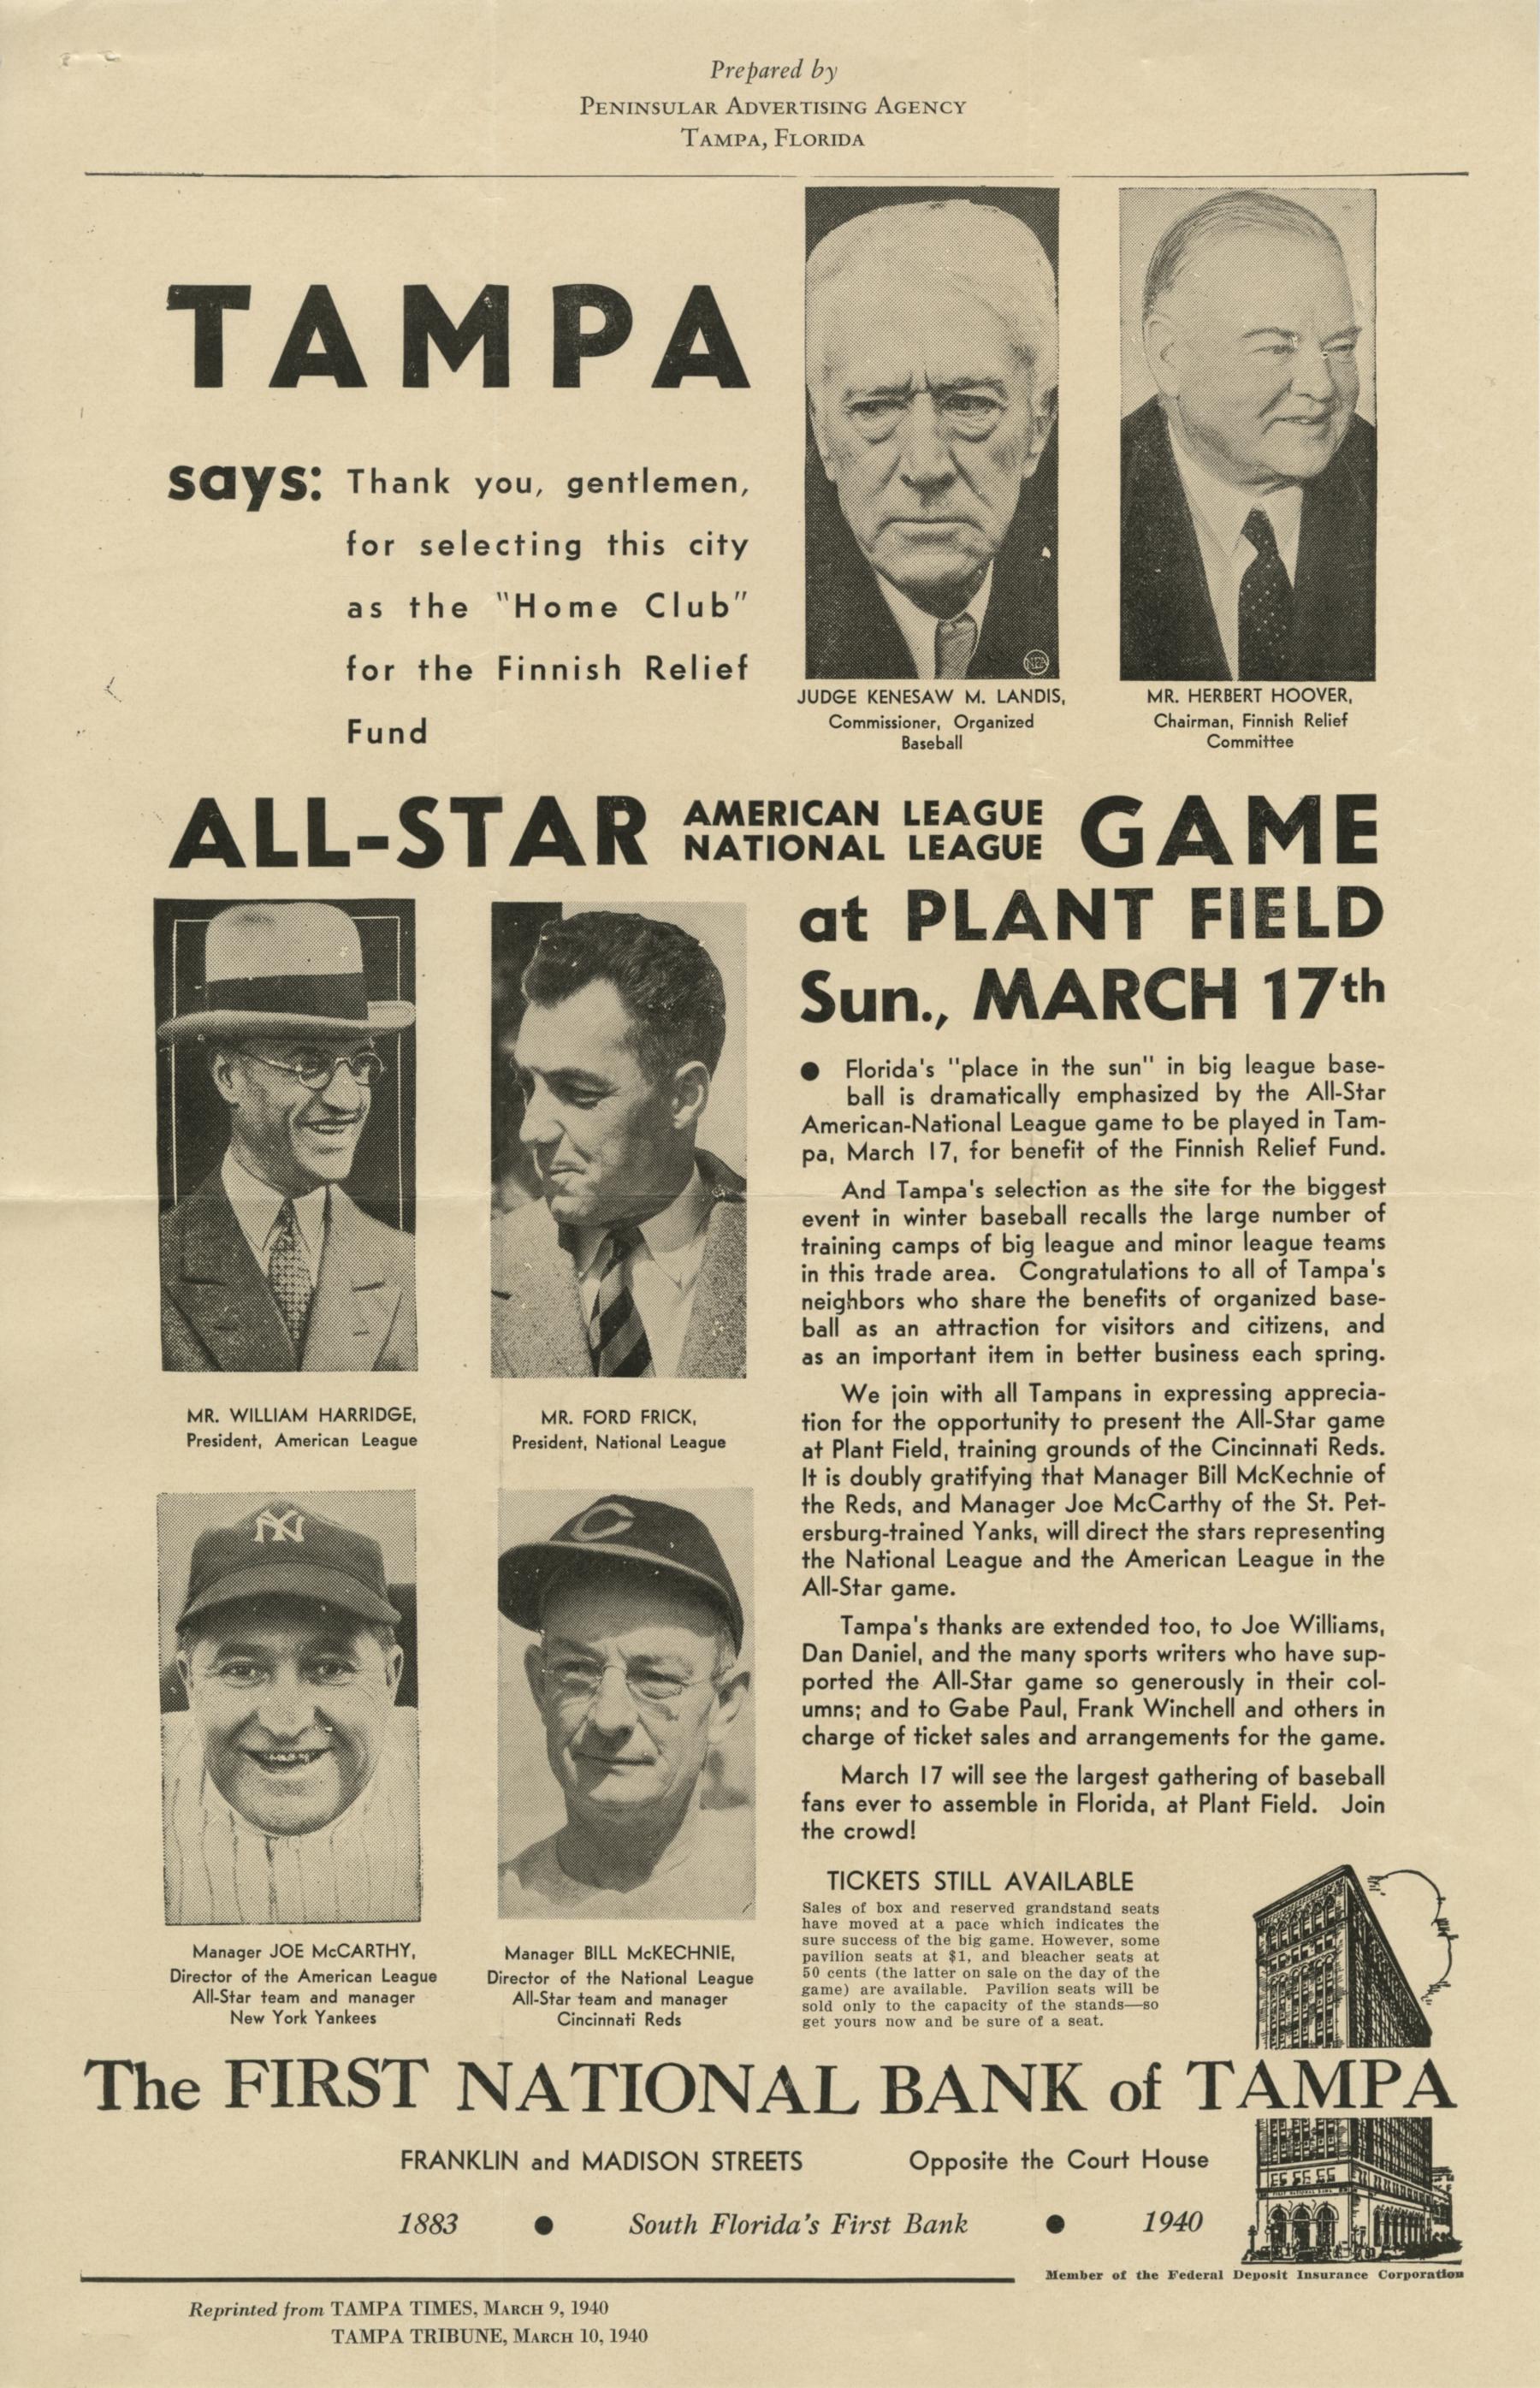 Prepared by
PENINSULAR ADVERTISING AGENCY
TAMPA, FLORIDA
TAMPA
says: Thank you, gentlemen,
for selecting this city
as the "Home Club"
for the Finnish Relief
Fund
NEA
JUDGE KENESAW M. LANDIS,
Commissioner, Organized
Baseball
MR. HERBERT HOOVER,
Chairman, Finnish Relief
Committee
ALL-STAR AMERICAN LEAGUE NATIONAL LEAGUE GAME
at PLANT FIELD
Sun., MARCH 17th
MR. WILLIAM HARRIDGE,
President, American League
MR. FORD FRICK,
President, National League
NY
C
Manager JOE McCARTHY,
Director of the American League
All-Star team and manager
New York Yankees
Manager BILL McKECHNIE,
Director of the National League
All-Star team and manager
Cincinnati Reds
● Florida's "place in the sun" in big league base-
ball is dramatically emphasized by the All-Star
American-National League game to be played in Tam-
pa, March 17, for benefit of the Finnish Relief Fund.
And Tampa's selection as the site for the biggest
event in winter baseball recalls the large number of
training camps of big league and minor league teams
in this trade area. Congratulations to all of Tampa's
neighbors who share the benefits of organized base-
ball as an attraction for visitors and citizens, and
as an important item in better business each spring.
We join with all Tampans in expressing apprecia-
tion for the opportunity to present the All-Star game
at Plant Field, training grounds of the Cincinnati Reds.
It is doubly gratifying that Manager Bill McKechnie of
the Reds, and Manager Joe McCarthy of the St. Pet-
ersburg-trained Yanks, will direct the stars representing
the National League and the American League in the
All-Star game.
Tampa's thanks are extended too, to Joe Williams,
Dan Daniel, and the many sports writers who have sup-
ported the All-Star game so generously in their col-
umns; and to Gabe Paul, Frank Winchell and others in
charge of ticket sales and arrangements for the game.
March 17 will see the largest gathering of baseball
fans ever to assemble in Florida, at Plant Field. Join
the crowd!
TICKETS STILL AVAILABLE
Sales of box and reserved grandstand seats
have moved at a pace which indicates the
sure success of the big game. However, some
pavilion seats at $1, and bleacher seats at
50 cents (the latter on sale on the day of the
game) are available. Pavilion seats will be
sold only to the capacity of the stands—so
get yours now and be sure of a seat.
The FIRST NATIONAL BANK of TAMPA
FRANKLIN and MADISON STREETS Opposite the Court House
1883 ● South Florida's First Bank ● 1940
Member of the Federal Deposit Insurance Corporation
Reprinted from TAMPA TIMES, MARCH 9, 1940
TAMPA TRIBUNE, MARCH 10, 1940